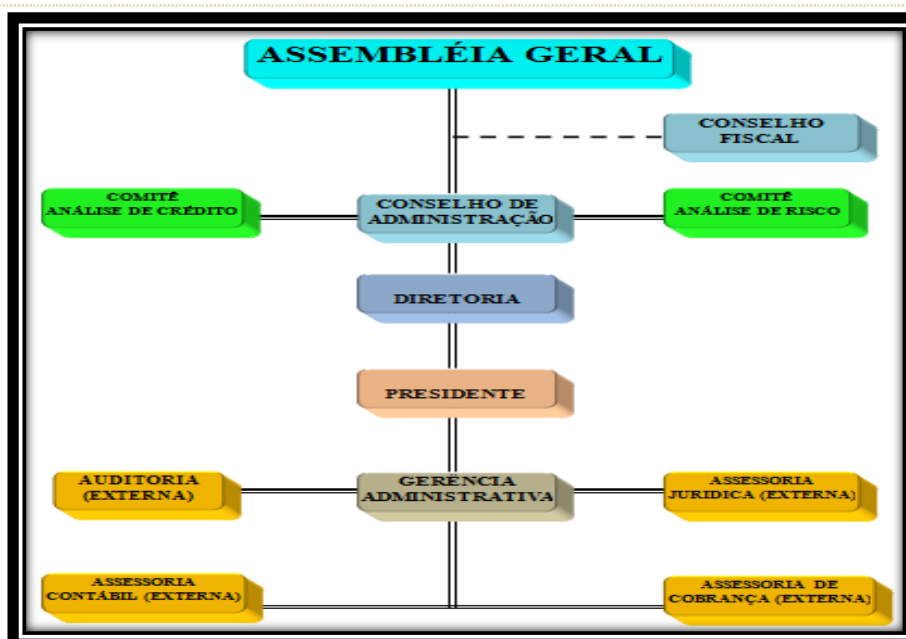 ASSEMBLÉIA GERAL
CONSELHO
FISCAL
COMITÊ
ANÁLISE DE CRÉDITO
CONSELHO DE
ADMINISTRAÇÃO
COMITÊ
ANÁLISE DE RISCO
DIRETORIA
PRESIDENTE
AUDITORIA
(EXTERNA)
GERÊNCIA
ADMINISTRATIVA
ASSESSORIA
JURIDICA (EXTERNA)
ASSESSORIA
CONTÁBIL (EXTERNA)
ASSESSORIA DE
COBRANÇA (EXTERNA)